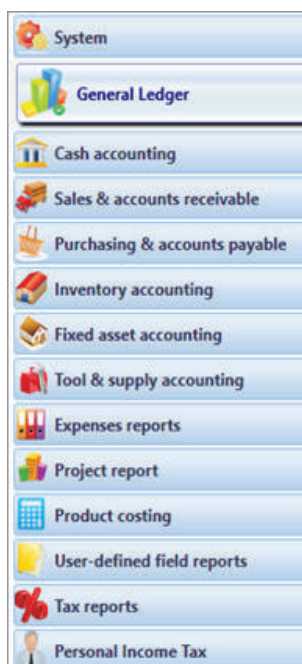 System
General Ledger
Cash accounting
Sales & accounts receivable
Purchasing & accounts payable
Inventory accounting
Fixed asset accounting
Tool & supply accounting
Expenses reports
Project report
Product costing
User-defined field reports
Tax reports
Personal Income Tax